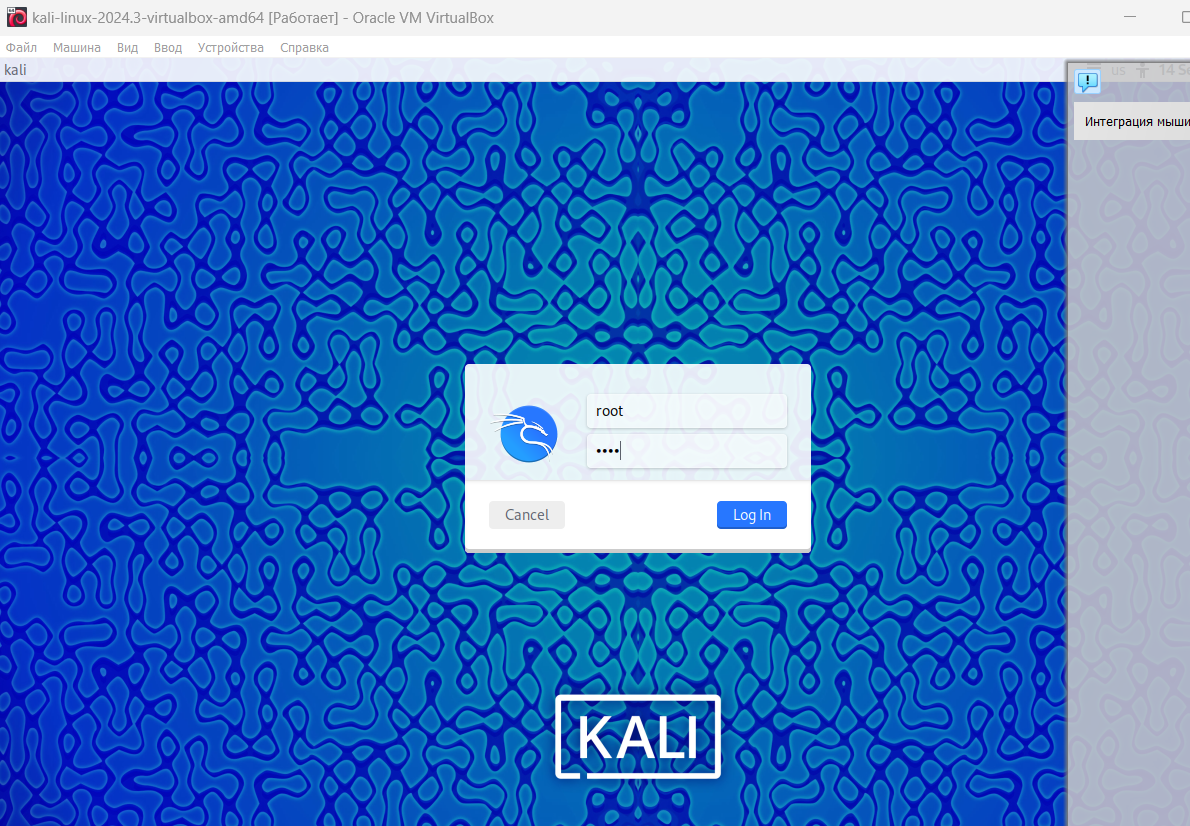 kali-linux-2024.3-virtualbox-amd64 [Работает] - Oracle VM VirtualBox
Файл Машина Вид Ввод Устройства Справка
kali
us 14
Интеграция мыши
root
••••
Cancel Log In
KALI